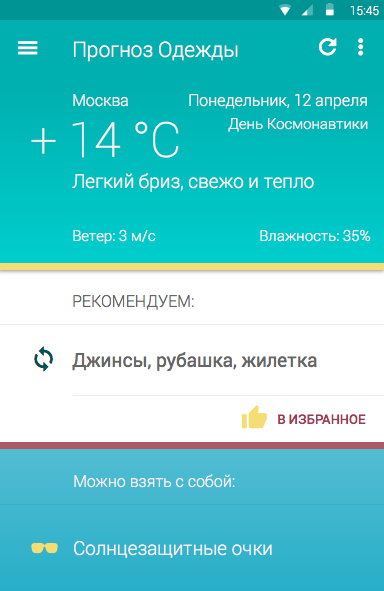 15:45
Прогноз Одежды
Москва
Понедельник, 12 апреля
День Космонавтики
+ 14 °C
Легкий бриз, свежо и тепло
Ветер: 3 м/с
Влажность: 35%
РЕКОМЕНДУЕМ:
Джинсы, рубашка, жилетка
В ИЗБРАННОЕ
Можно взять с собой:
Солнцезащитные очки